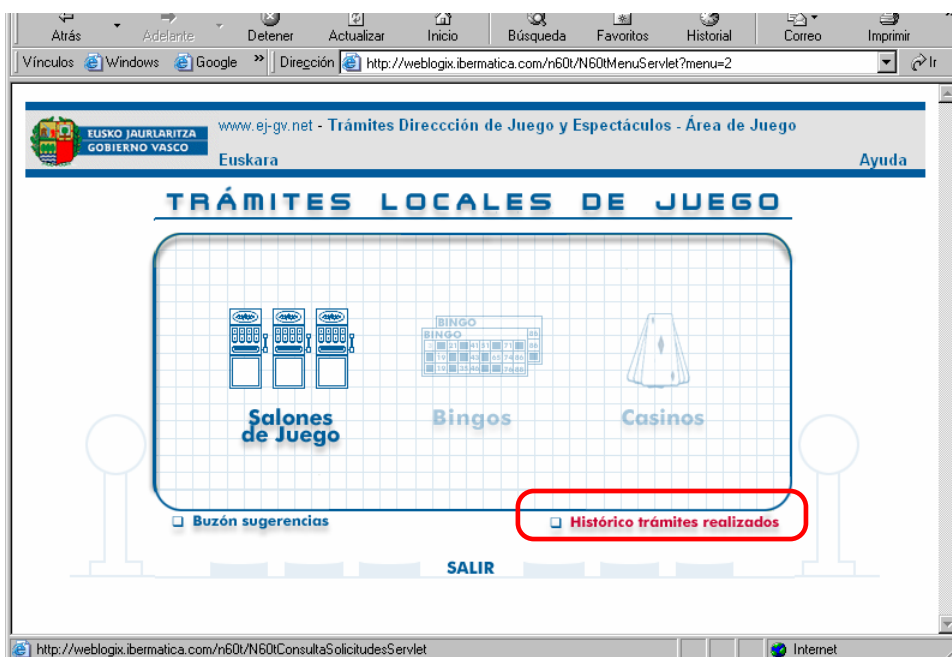 Atrás Adelante Detener Actualizar Inicio Búsqueda Favoritos Historial Correo Imprimir
Vínculos Windows Google » Dirección http://weblogix.ibermatica.com/n60t/N60tMenuServlet?menu=2 Ir
EUSKO JAURLARITZA
GOBIERNO VASCO
www.ej-gv.net - Trámites Direccción de Juego y Espectáculos - Área de Juego
Euskara Ayuda
TRÁMITES LOCALES DE JUEGO
BINGO
BINGO
Salones
de Juego
Bingos
Casinos
Buzón sugerencias Histórico trámites realizados
SALIR
http://weblogix.ibermatica.com/n60t/N60tConsultaSolicitudesServlet Internet